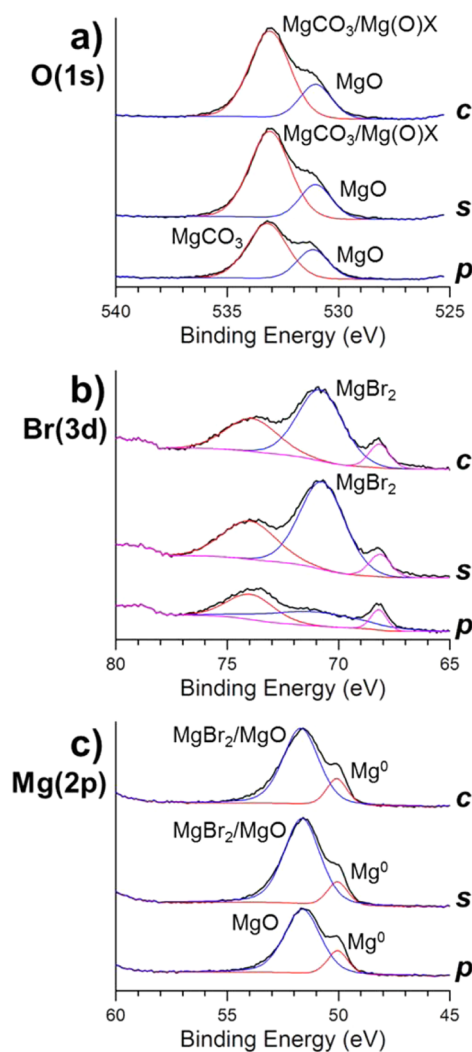 a)
O(1s)
MgCO₃/Mg(O)X
MgO
c
MgCO₃/Mg(O)X
MgO
s
MgCO₃
MgO
p
540 535 530 525
Binding Energy (eV)
b)
Br(3d)
MgBr₂
c
MgBr₂
s
p
80 75 70 65
Binding Energy (eV)
c)
Mg(2p)
MgBr₂/MgO
Mg⁰
c
MgBr₂/MgO
Mg⁰
s
MgO
Mg⁰
p
60 55 50 45
Binding Energy (eV)